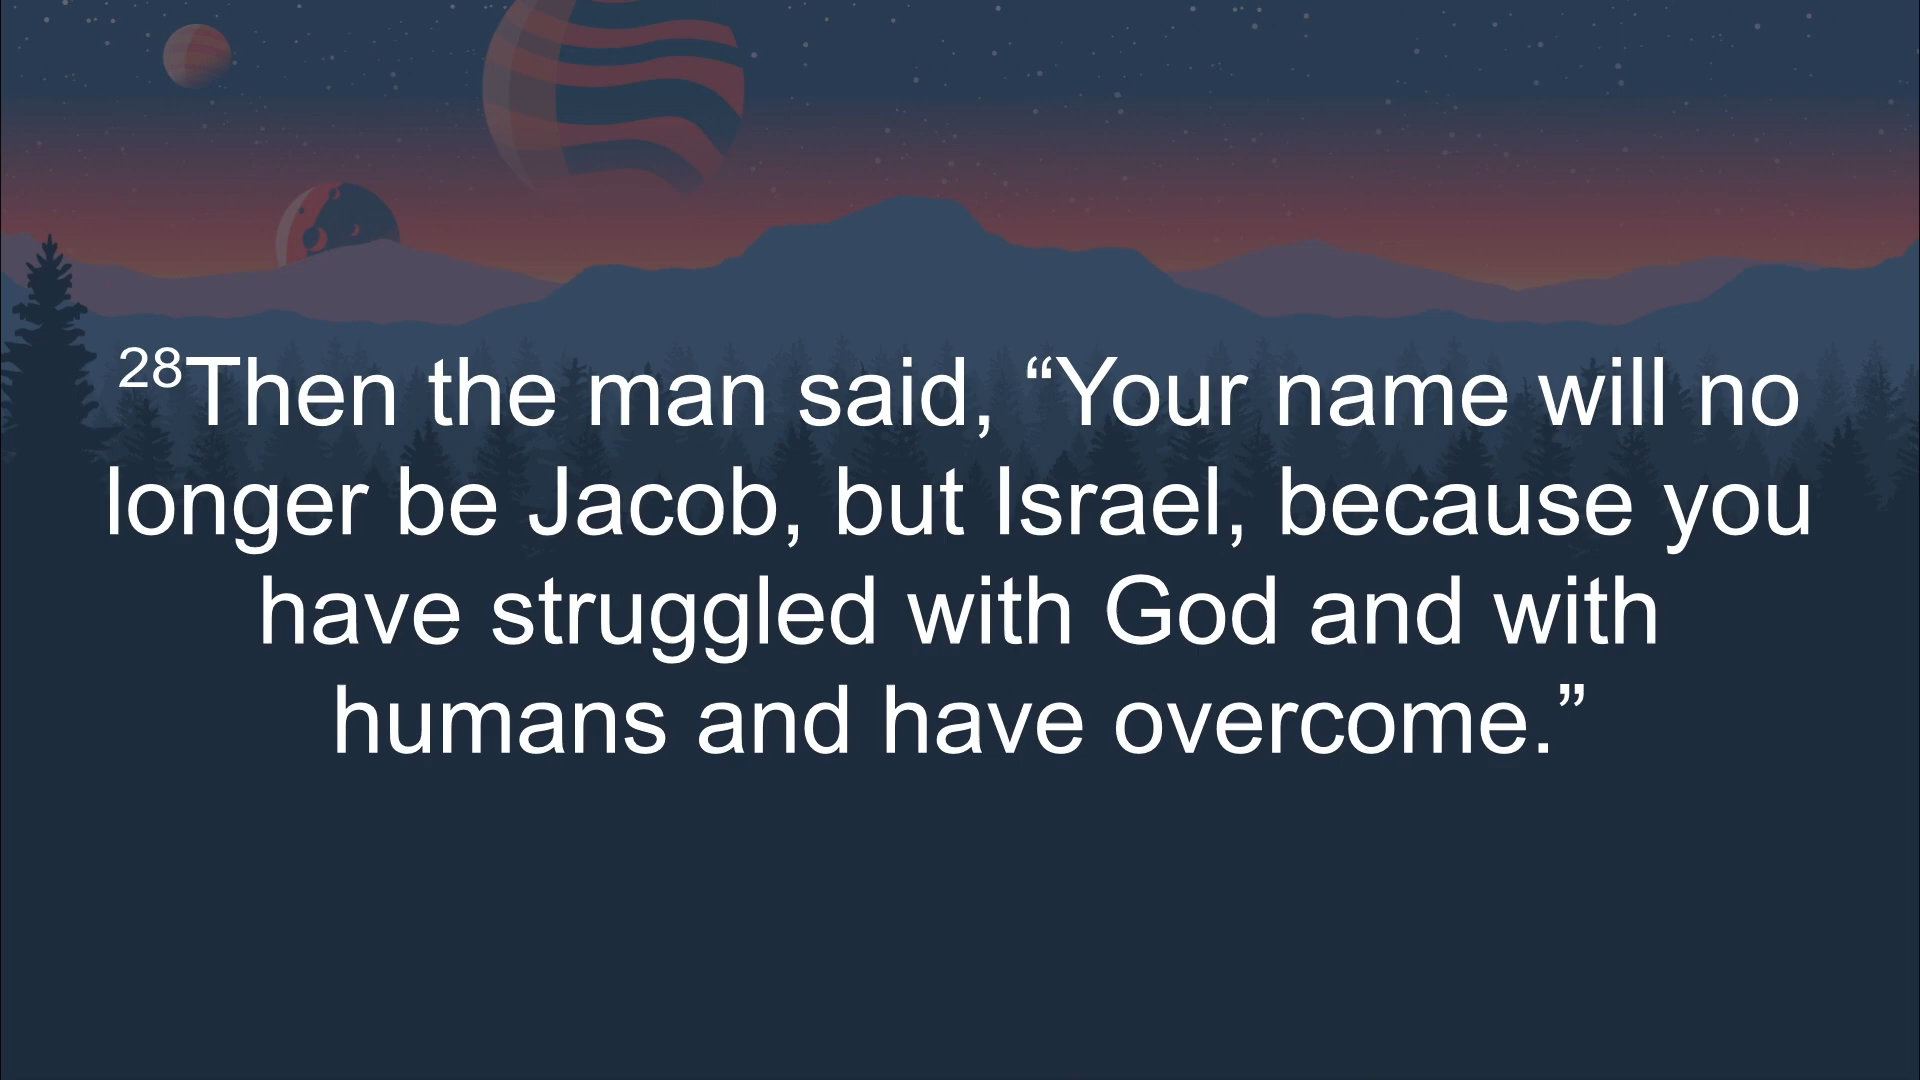 28Then the man said, “Your name will no
longer be Jacob, but Israel, because you
have struggled with God and with
humans and have overcome.”